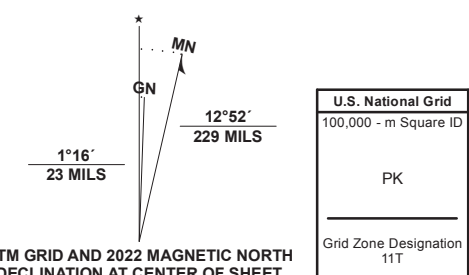 ★
MN
GN
12°52´
229 MILS
1°16´
23 MILS
TM GRID AND 2022 MAGNETIC NORTH
DECLINATION AT CENTER OF SHEET
U.S. National Grid
100,000 - m Square ID
PK
Grid Zone Designation
11T